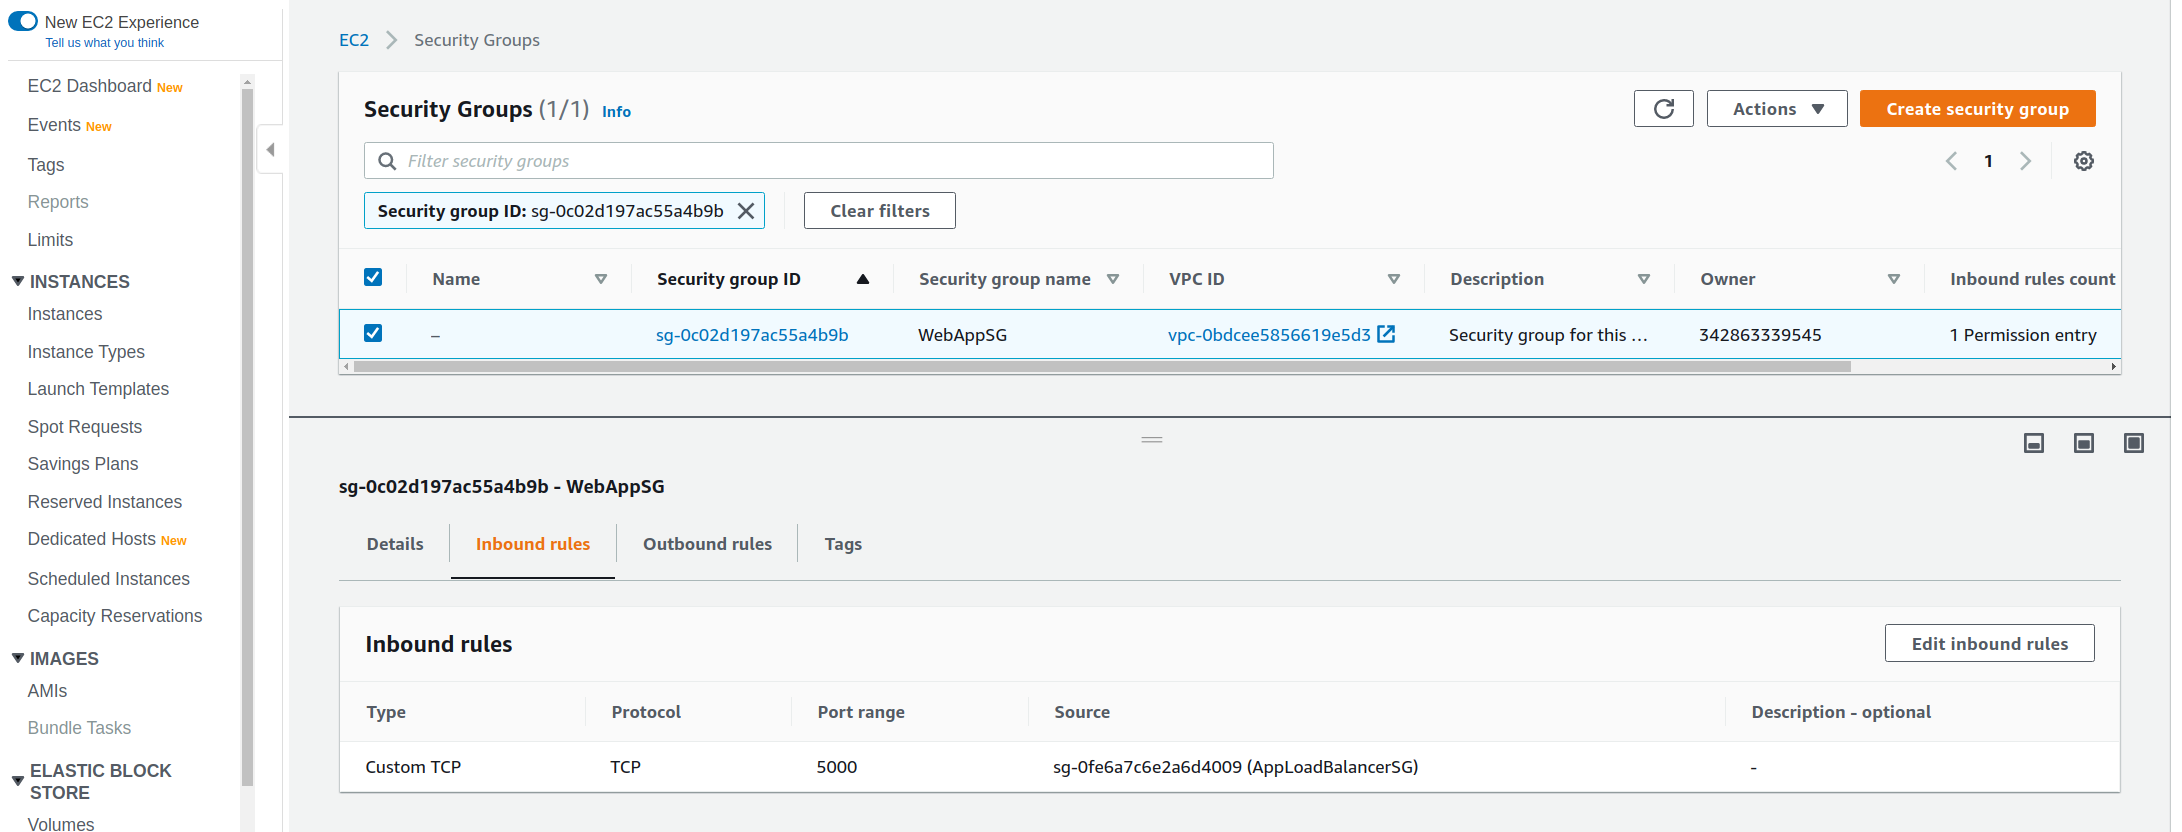 New EC2 Experience
Tell us what you think
EC2 Dashboard New
Events New
Tags
Reports
Limits
INSTANCES
Instances
Instance Types
Launch Templates
Spot Requests
Savings Plans
Reserved Instances
Dedicated Hosts New
Scheduled Instances
Capacity Reservations
IMAGES
AMIs
Bundle Tasks
ELASTIC BLOCK
STORE
Volumes
EC2 Security Groups
Security Groups (1/1) Info
Actions
Create security group
Filter security groups
1
Security group ID: sg-0c02d197ac55a4b9b
Clear filters
Name Security group ID Security group name VPC ID Description Owner Inbound rules count
– sg-0c02d197ac55a4b9b WebAppSG vpc-0bdcee5856619e5d3 Security group for this ... 342863339545 1 Permission entry
sg-0c02d197ac55a4b9b - WebAppSG
Details Inbound rules Outbound rules Tags
Inbound rules
Edit inbound rules
Type Protocol Port range Source Description - optional
Custom TCP TCP 5000 sg-0fe6a7c6e2a6d4009 (AppLoadBalancerSG) -